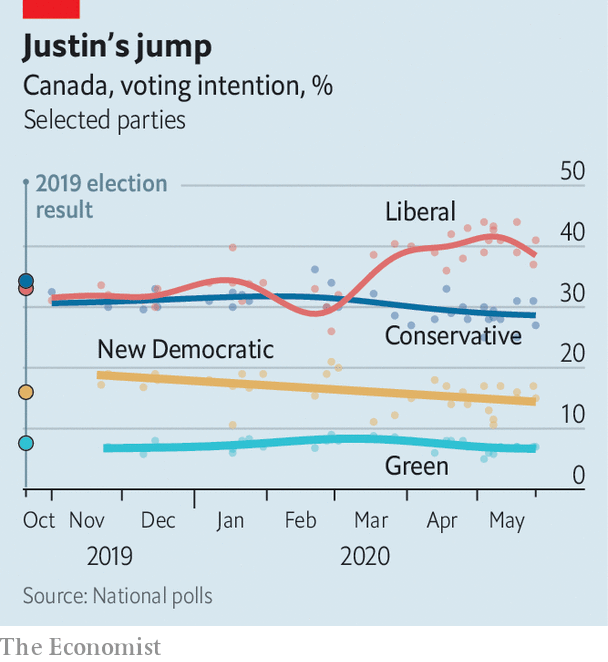 Justin’s jump
Canada, voting intention, %
Selected parties
2019 election
result
50
Liberal
40
30
Conservative
New Democratic
20
10
Green
0
Oct Nov Dec Jan Feb Mar Apr May
2019 2020
Source: National polls
The Economist